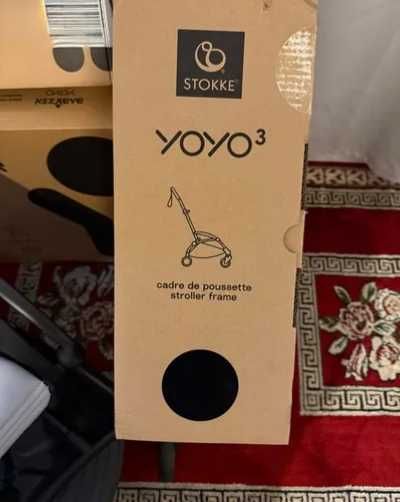 STOKKE
YOYO³
cadre de poussette
stroller frame